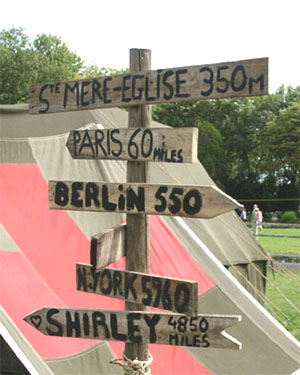 STE MERE-EGLISE 350M
PARIS 60 MILES
BERLIN 550
N.YORK 5760
SHIRLEY 4850 MILES